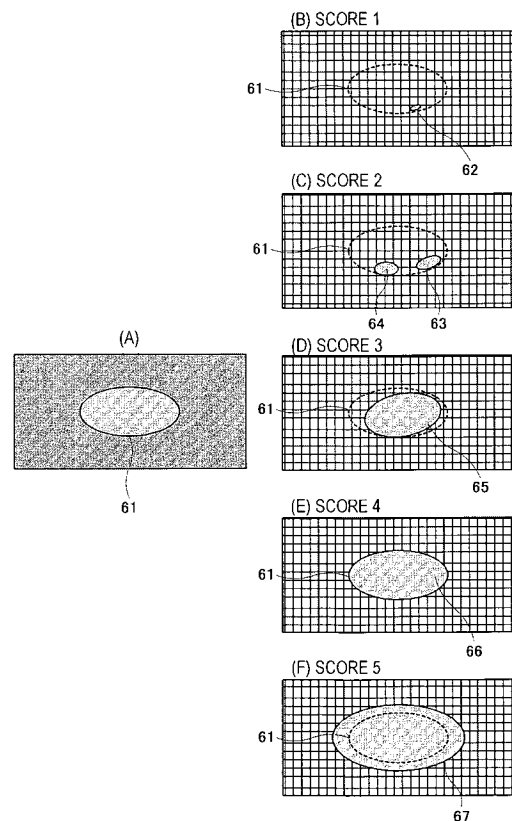 (A)
61
(B) SCORE 1
61
62
(C) SCORE 2
61
64
63
(D) SCORE 3
61
65
(E) SCORE 4
61
66
(F) SCORE 5
61
67